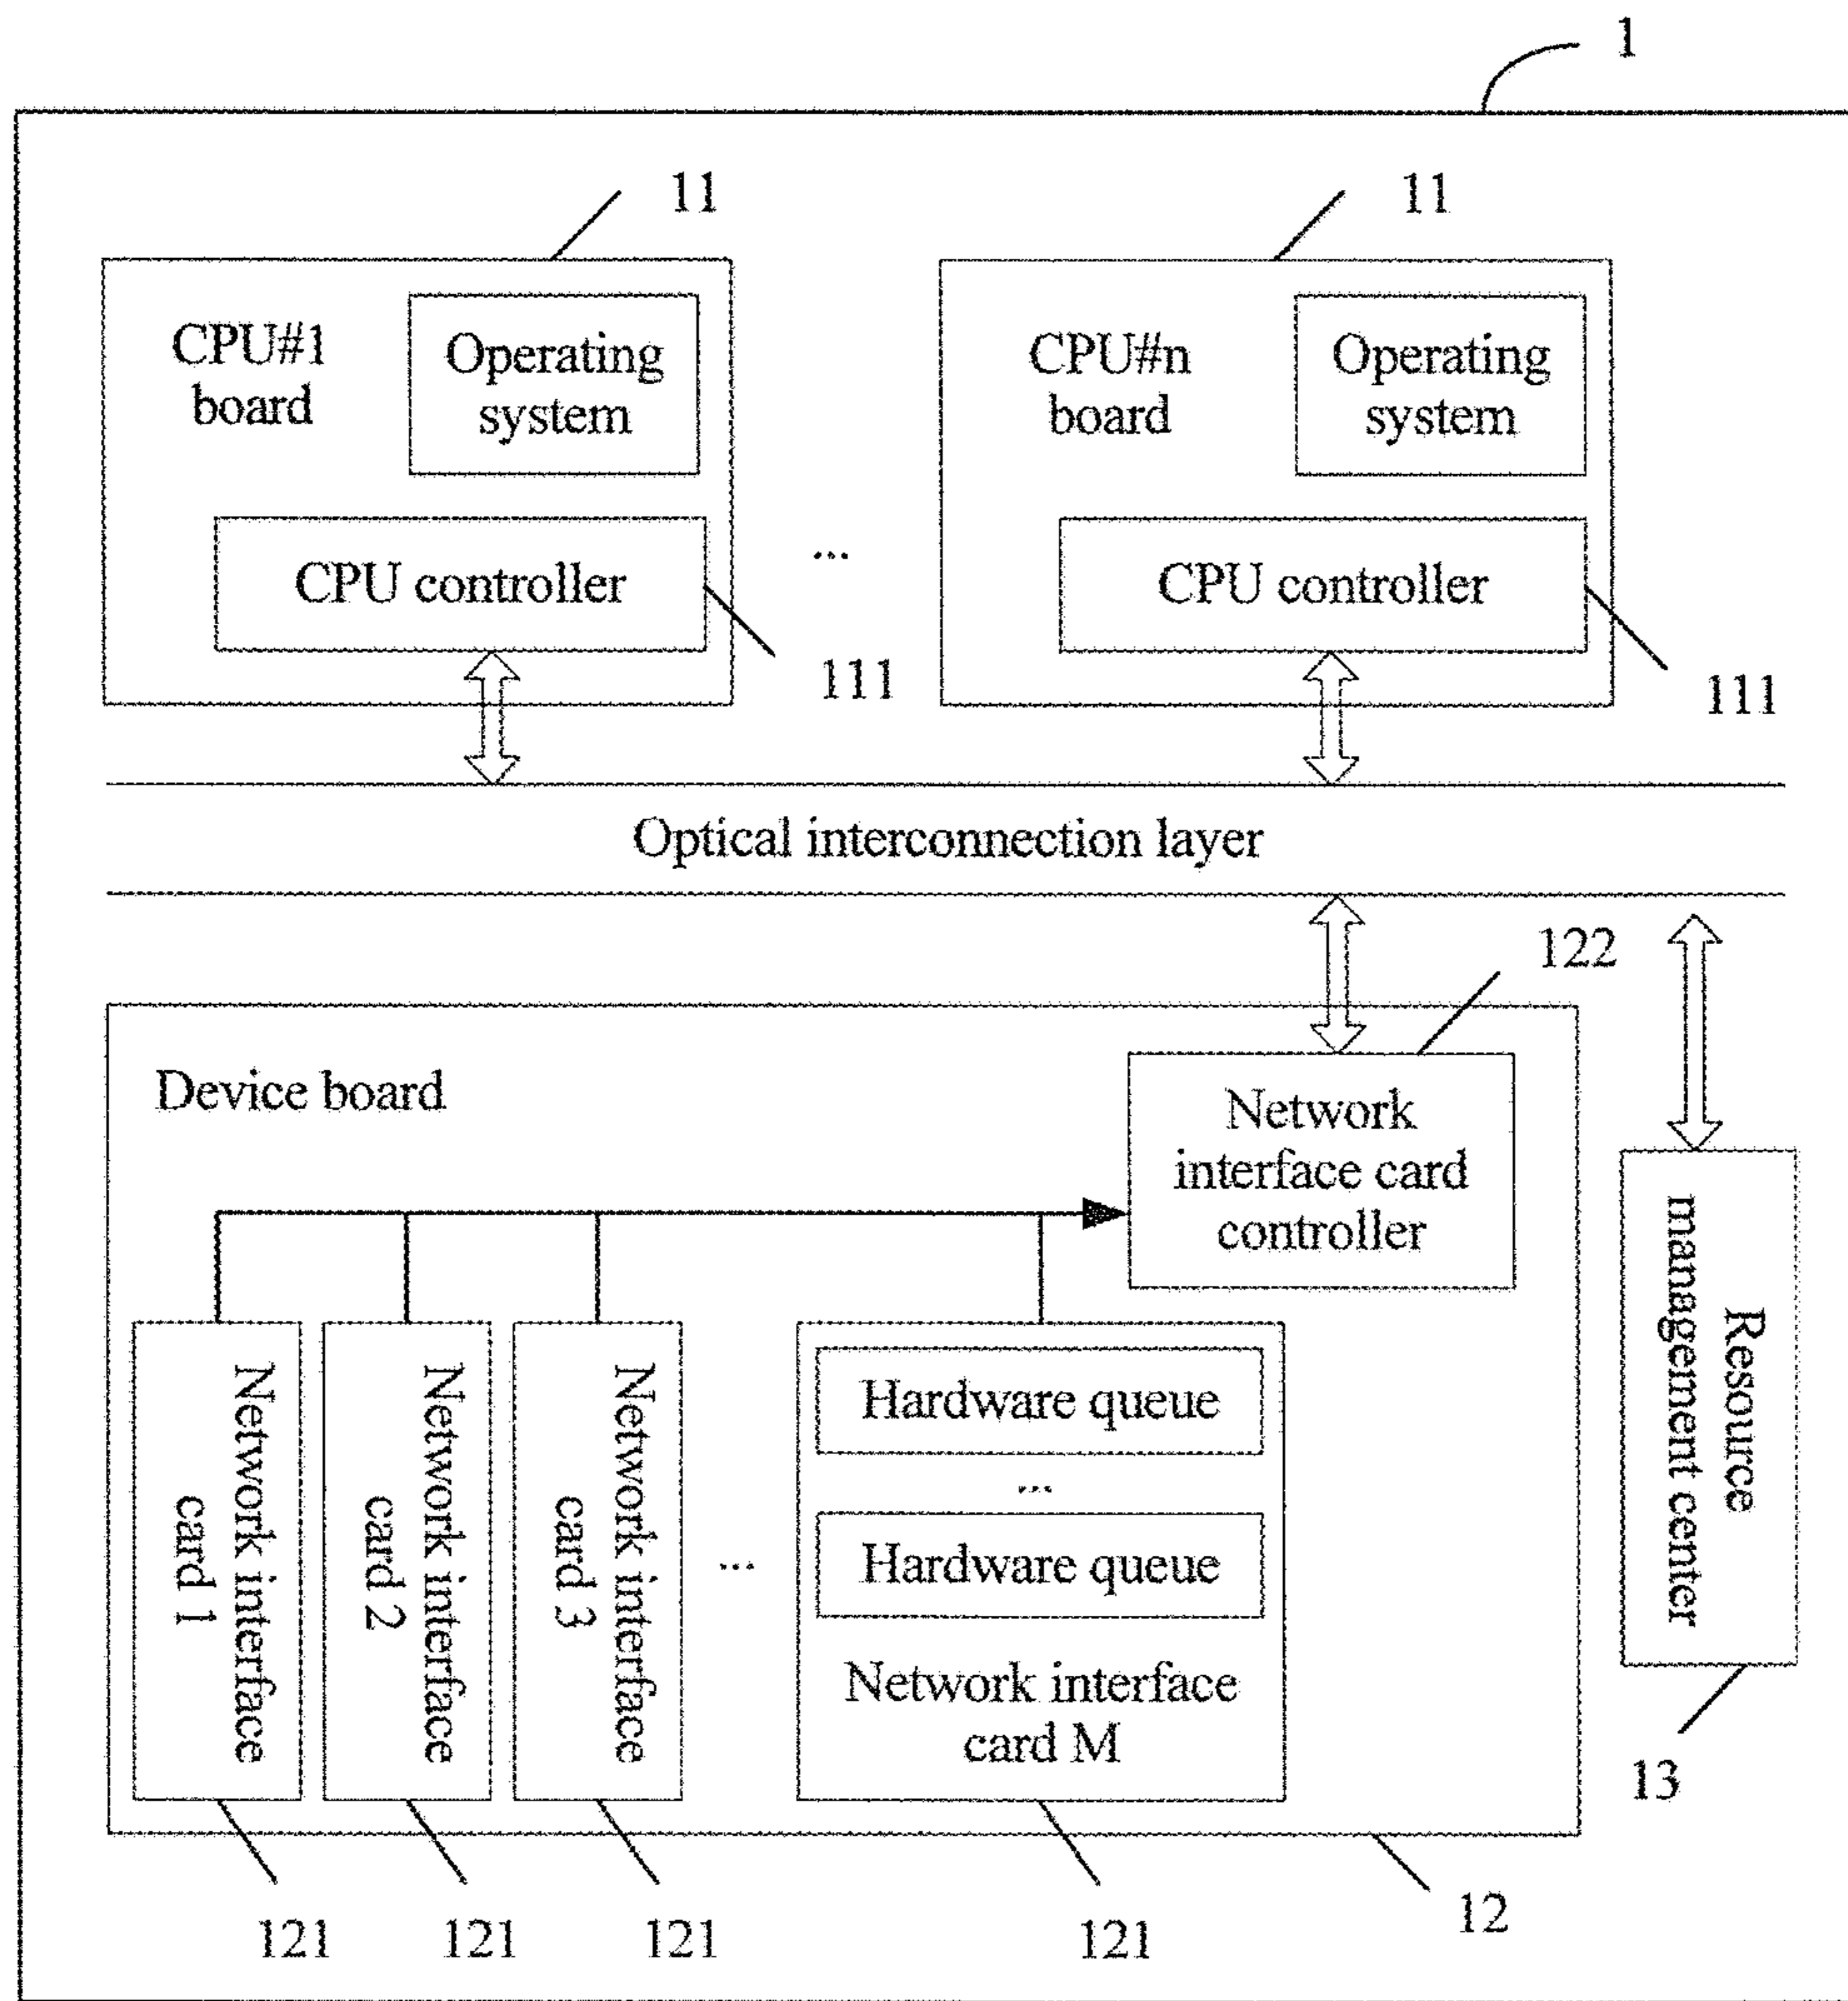 1
11
11
CPU#1
board
Operating
system
CPU controller
111
...
CPU#n
board
Operating
system
CPU controller
111
Optical interconnection layer
122
Device board
Network
interface card
controller
Network interface
card 1
Network interface
card 2
Network interface
card 3
...
Hardware queue
...
Hardware queue
Network interface
card M
Resource
management center
13
121
121
121
121
12